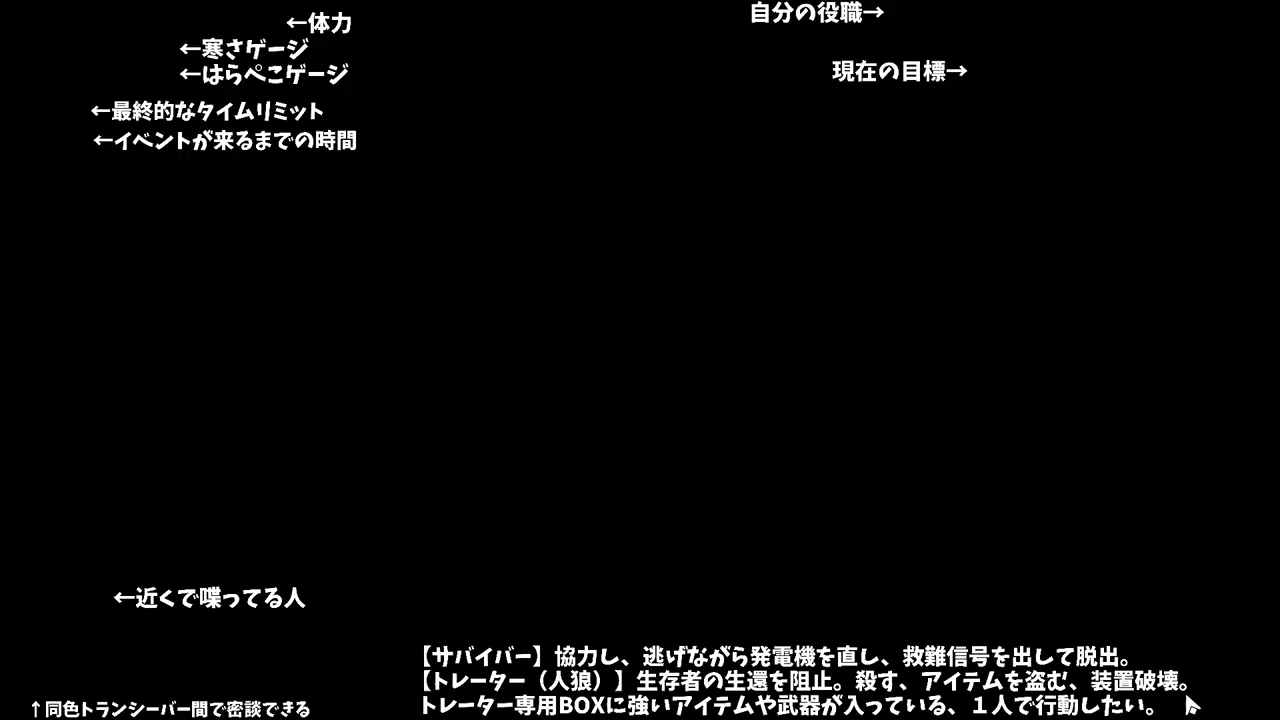 ←体力
←寒さゲージ
←はらぺこゲージ
←最終的なタイムリミット
←イベントが来るまでの時間
自分の役職→
現在の目標→
←近くで喋ってる人
↑同色トランシーバー間で密談できる
【サバイバー】協力し、逃げながら発電機を直し、救難信号を出して脱出。
【トレーター（人狼）】生存者の生還を阻止。殺す、アイテムを盗む、装置破壊。
トレーター専用BOXに強いアイテムや武器が入っている、１人で行動したい。